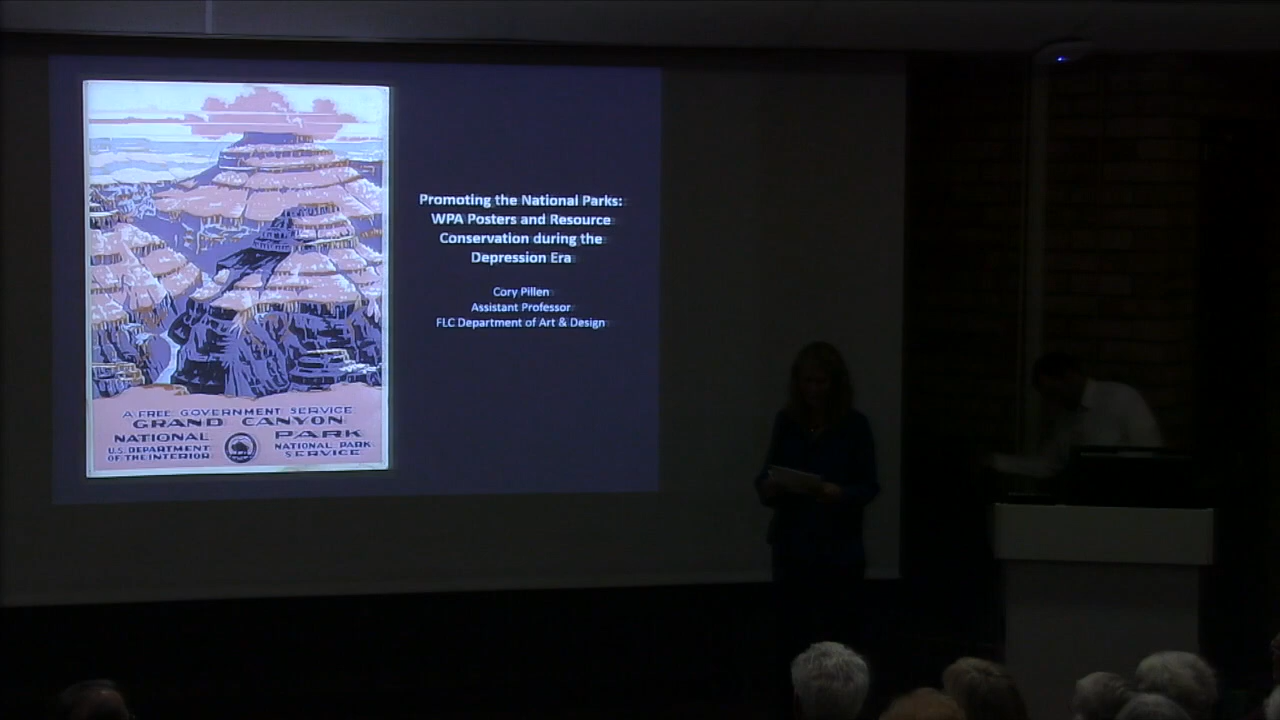 Promoting the National Parks:
WPA Posters and Resource
Conservation during the
Depression Era
Cory Pillen
Assistant Professor
FLC Department of Art & Design
A FREE GOVERNMENT SERVICE
GRAND CANYON
NATIONAL PARK
U.S. DEPARTMENT
OF THE INTERIOR
NATIONAL PARK
SERVICE